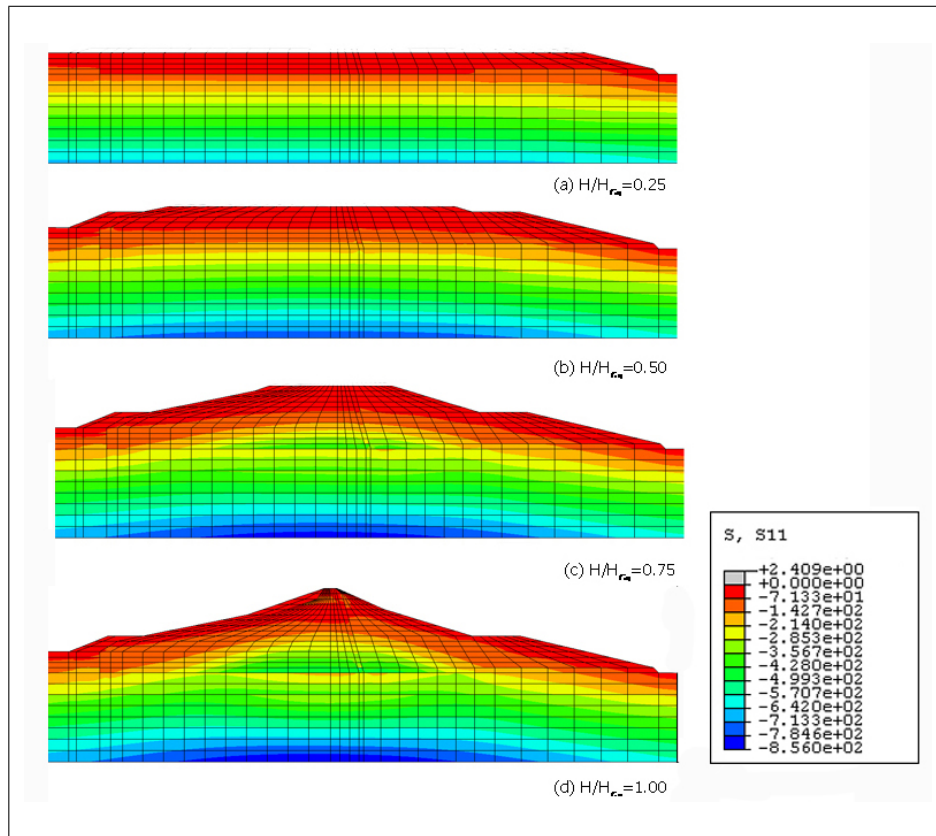 (a) H/H =0.25
(b) H/H =0.50
(c) H/H =0.75
(d) H/H =1.00
S, S11
+2.409e+00
+0.000e+00
-7.133e+01
-1.427e+02
-2.140e+02
-2.853e+02
-3.567e+02
-4.280e+02
-4.993e+02
-5.707e+02
-6.420e+02
-7.133e+02
-7.846e+02
-8.560e+02